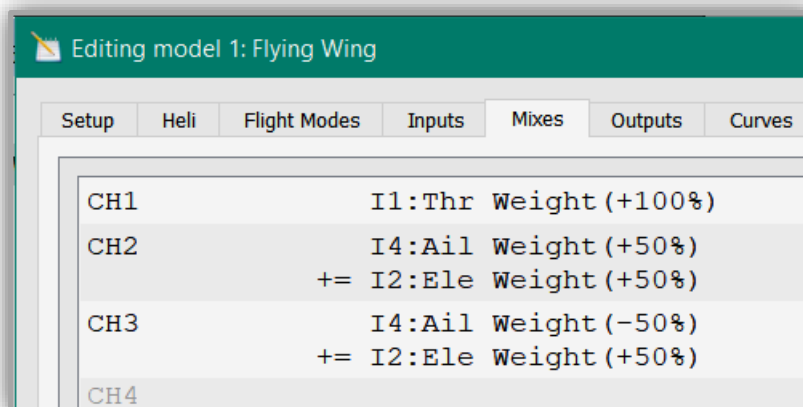 Editing model 1: Flying Wing
Setup Heli Flight Modes Inputs Mixes Outputs Curves
CH1 I1:Thr Weight(+100%)
CH2 I4:Ail Weight(+50%)
+= I2:Ele Weight(+50%)
CH3 I4:Ail Weight(-50%)
+= I2:Ele Weight(+50%)
CH4